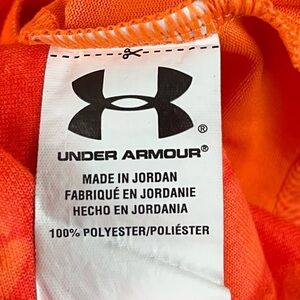 ®
UNDER ARMOUR®
MADE IN JORDAN
FABRIQUÉ EN JORDANIE
HECHO EN JORDANIA
100% POLYESTER/POLIÉSTER